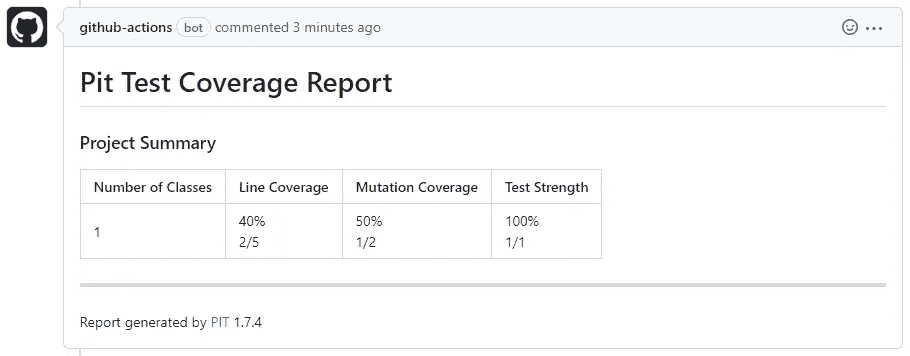 github-actions bot commented 3 minutes ago
Pit Test Coverage Report
Project Summary
Number of Classes Line Coverage Mutation Coverage Test Strength
1 40% 50% 100%
2/5 1/2 1/1
Report generated by PIT 1.7.4